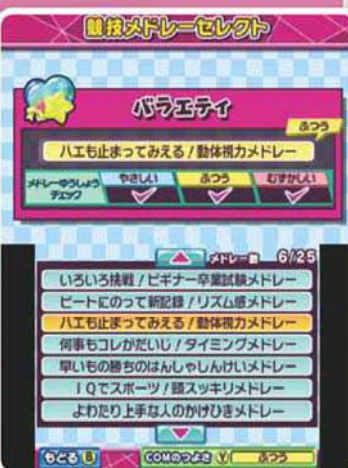 競技メドレーセレクト
バラエティ
ふつう
ハエも止まってみえる!動体視力メドレー
メドレーゆうしょう
チェック
やさしい
ふつう
むずかしい
メドレー数 6/25
いろいろ挑戦!ビギナー卒業試験メドレー
ビートにのって新記録!リズム感メドレー
ハエも止まってみえる!動体視力メドレー
何事もコレがだいじ!タイミングメドレー
早いもの勝ちのはんしゃしんけいメドレー
IQでスポーツ!頭スッキリメドレー
よわたり上手な人のかけひきメドレー
もどる B
COMのつよさ Y ふつう